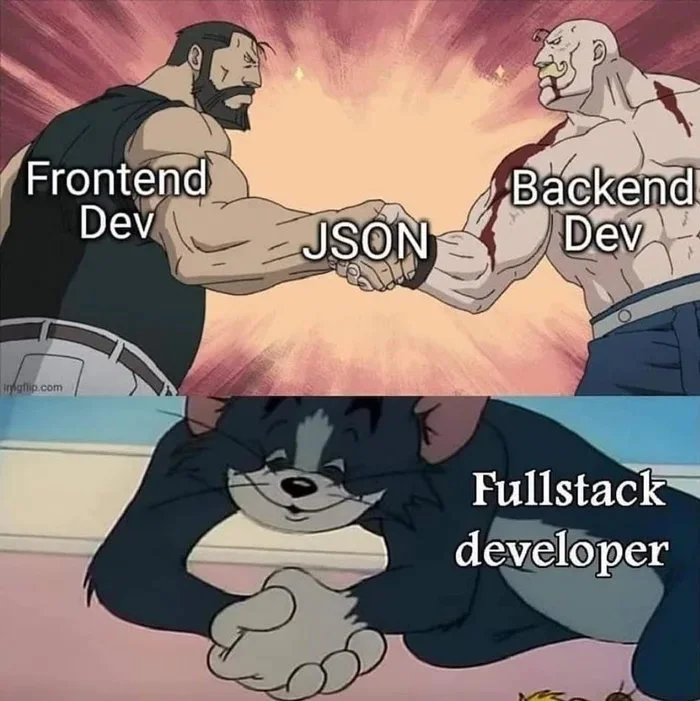 Frontend
Dev
JSON
Backend
Dev
imgflip.com
Fullstack
developer